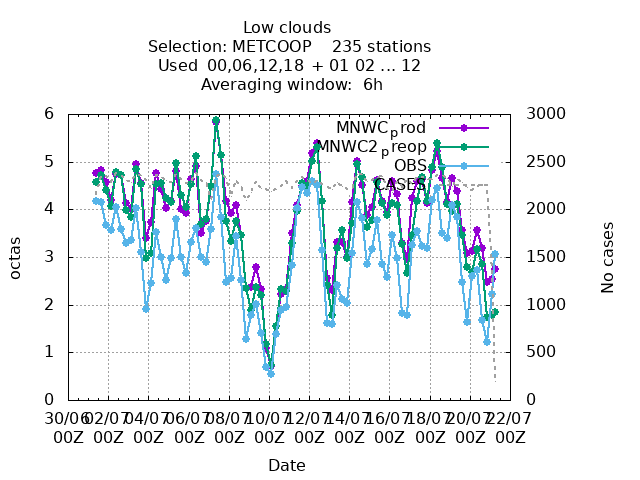 Low clouds
Selection: METCOOP    235 stations
Used  00,06,12,18  + 01 02 ... 12
Averaging window:  6h
6 3000
MNWC_prod
MNWC2_preop
OBS
CASES
5 2500
4 2000
3 1500
2 1000
1 500
0 0
octas
No cases
30/06 02/07 04/07 06/07 08/07 10/07 12/07 14/07 16/07 18/07 20/07 22/07
00Z 00Z 00Z 00Z 00Z 00Z 00Z 00Z 00Z 00Z 00Z 00Z
Date